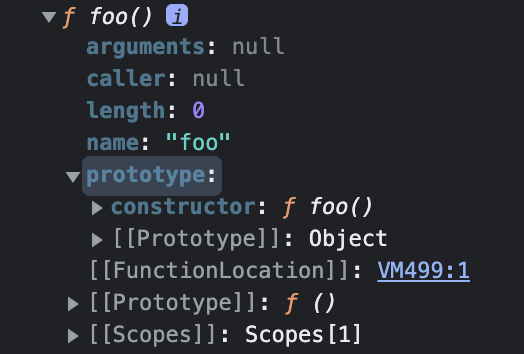 ▼ƒ foo() i
arguments: null
caller: null
length: 0
name: "foo"
▼prototype:
▶constructor: ƒ foo()
▶[[Prototype]]: Object
[[FunctionLocation]]: VM499:1
▶[[Prototype]]: ƒ ()
▶[[Scopes]]: Scopes[1]